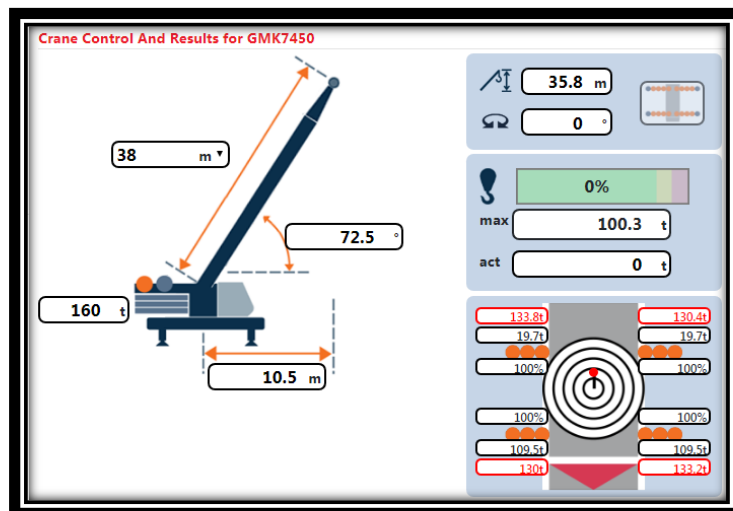 Crane Control And Results for GMK7450
38 m
72.5 °
160 t
10.5 m
35.8 m
0 °
0%
max 100.3 t
act 0 t
133.8t 130.4t
19.7t 19.7t
100% 100%
100% 100%
109.5t 109.5t
130t 133.2t